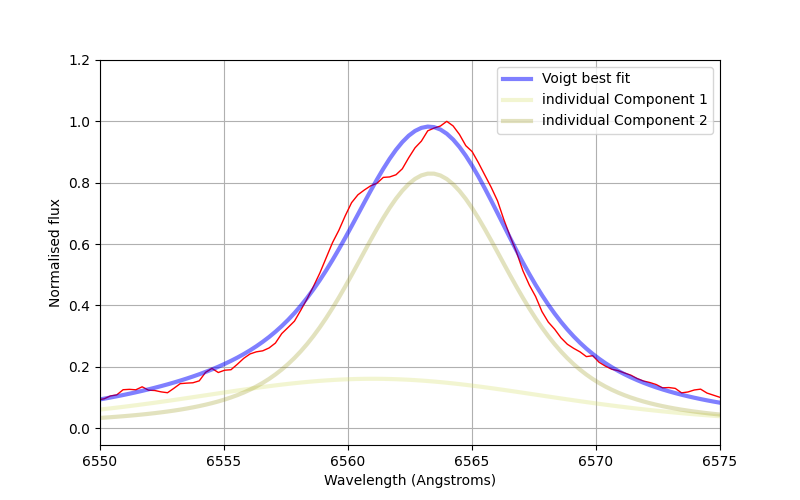 1.2
1.0
0.8
0.6
0.4
0.2
0.0
Normalised flux
Voigt best fit
individual Component 1
individual Component 2
6550 6555 6560 6565 6570 6575
Wavelength (Angstroms)